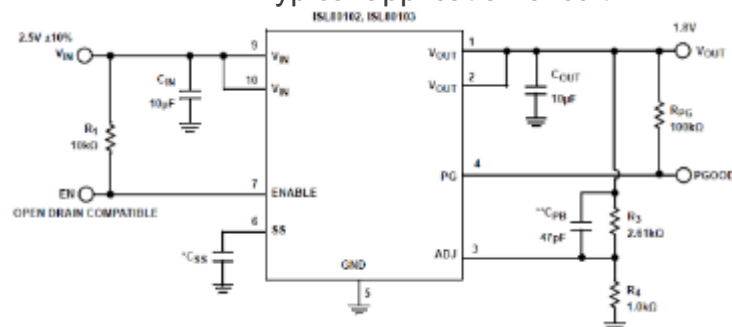 ISL80102, ISL80103
2.5V ±10%
VIN
CIN
10µF
R1
10kΩ
EN
OPEN DRAIN COMPATIBLE
*CSS
9
VIN
10
VIN
7
ENABLE
6
SS
GND
5
1
VOUT
2
VOUT
4
PG
3
ADJ
COUT
10µF
1.8V
VOUT
RPG
100kΩ
PGOOD
**CPB
47pF
R3
2.61kΩ
R4
1.0kΩ